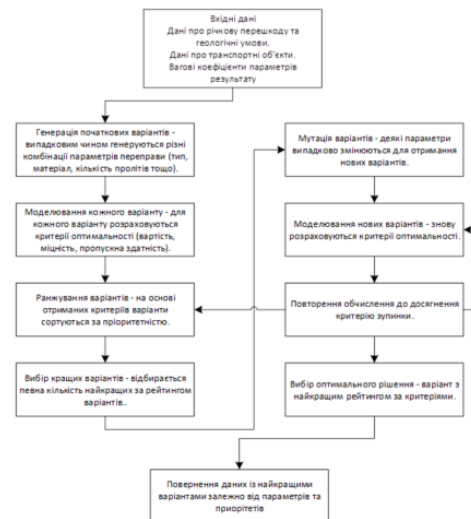 Вхідні дані
Дані про річкову перешкоду та
геологічні умови.
Дані про транспортні об'єкти.
Вагові коефіцієнти параметрів
результату
Генерація початкових варіантів -
випадковим чином генеруються різні
комбінації параметрів переправи (тип,
матеріал, кількість прольотів тощо).
Моделювання кожного варіанту - для
кожного варіанту розраховуються
критерії оптимальності (вартість,
міцність, пропускна здатність).
Ранжування варіантів - на основі
отриманих критеріїв варіанти
сортуються за пріоритетністю.
Вибір кращих варіантів - відбирається
певна кількість найкращих за рейтингом
варіантів..
Мутація варіантів - деякі параметри
випадково змінюються для отримання
нових варіантів.
Моделювання нових варіантів - знову
розраховуються критерії оптимальності.
Повторення обчислення до досягнення
критерію зупинки.
Вибір оптимального рішення - варіант з
найкращим рейтингом за критеріями.
Повернення даних із найкращими
варіантами залежно від параметрів та
приорітетів